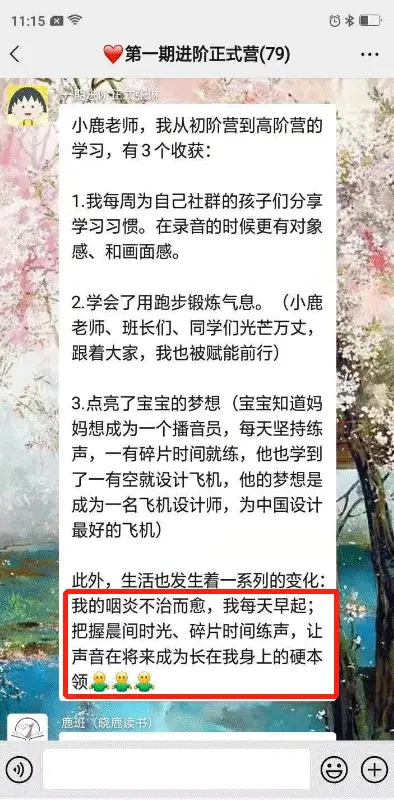 11:15
第一期进阶正式营(79)
一期进阶正式张琳
小鹿老师，我从初阶营到高阶营的
学习，有3个收获：
1.我每周为自己社群的孩子们分享
学习习惯。在录音的时候更有对象
感、和画面感。
2.学会了用跑步锻炼气息。（小鹿
老师、班长们、同学们光芒万丈，
跟着大家，我也被赋能前行）
3.点亮了宝宝的梦想（宝宝知道妈
妈想成为一个播音员，每天坚持练
声，一有碎片时间就练，他也学到
了一有空就设计飞机，他的梦想是
成为一名飞机设计师，为中国设计
最好的飞机）
此外，生活也发生着一系列的变化：
我的咽炎不治而愈，我每天早起；
把握晨间时光、碎片时间练声，让
声音在将来成为长在我身上的硬本
领
鹿班（晓鹿读书）